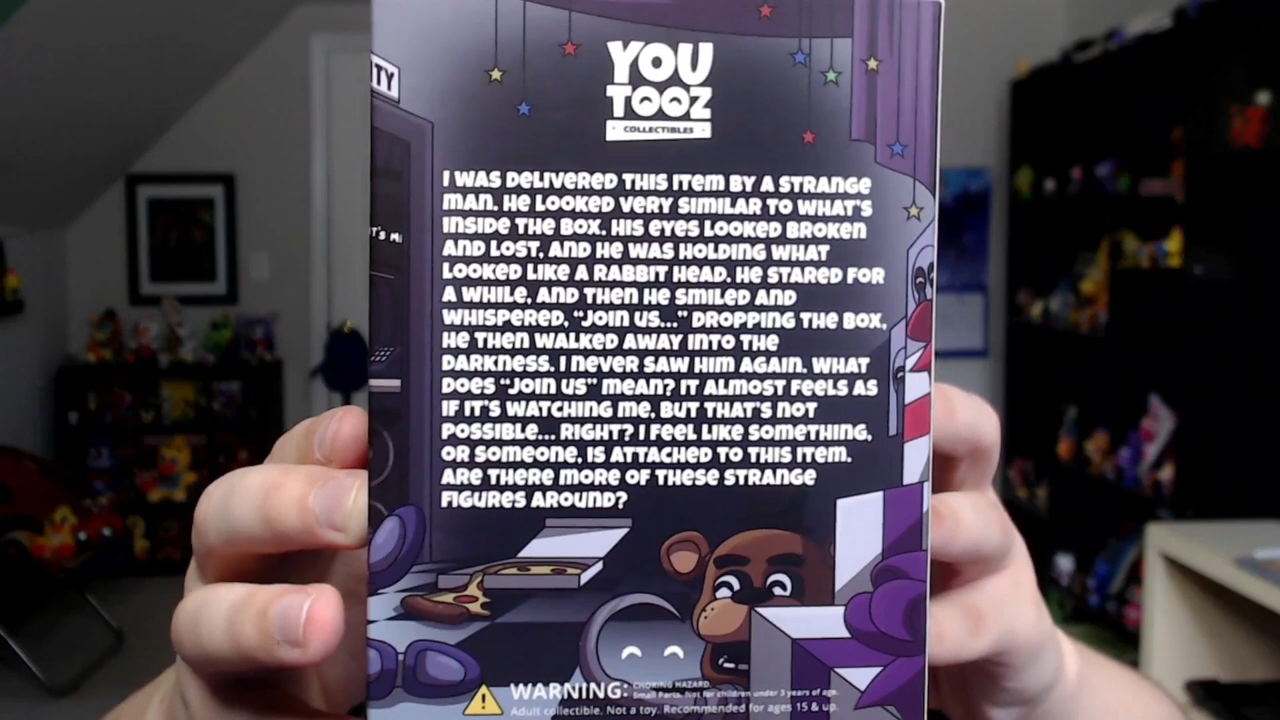 YOU
TOOZ
COLLECTIBLES
TY
T'S MI
I WAS DELIVERED THIS ITEM BY A STRANGE
MAN. HE LOOKED VERY SIMILAR TO WHAT'S
INSIDE THE BOX. HIS EYES LOOKED BROKEN
AND LOST, AND HE WAS HOLDING WHAT
LOOKED LIKE A RABBIT HEAD. HE STARED FOR
A WHILE, AND THEN HE SMILED AND
WHISPERED, “JOIN US...” DROPPING THE BOX,
HE THEN WALKED AWAY INTO THE
DARKNESS. I NEVER SAW HIM AGAIN. WHAT
DOES “JOIN US” MEAN? IT ALMOST FEELS AS
IF IT'S WATCHING ME, BUT THAT'S NOT
POSSIBLE... RIGHT? I FEEL LIKE SOMETHING,
OR SOMEONE, IS ATTACHED TO THIS ITEM.
ARE THERE MORE OF THESE STRANGE
FIGURES AROUND?
WARNING: CHOKING HAZARD.
Small Parts. Not for children under 3 years of age.
Adult collectible. Not a toy. Recommended for ages 15 & up.